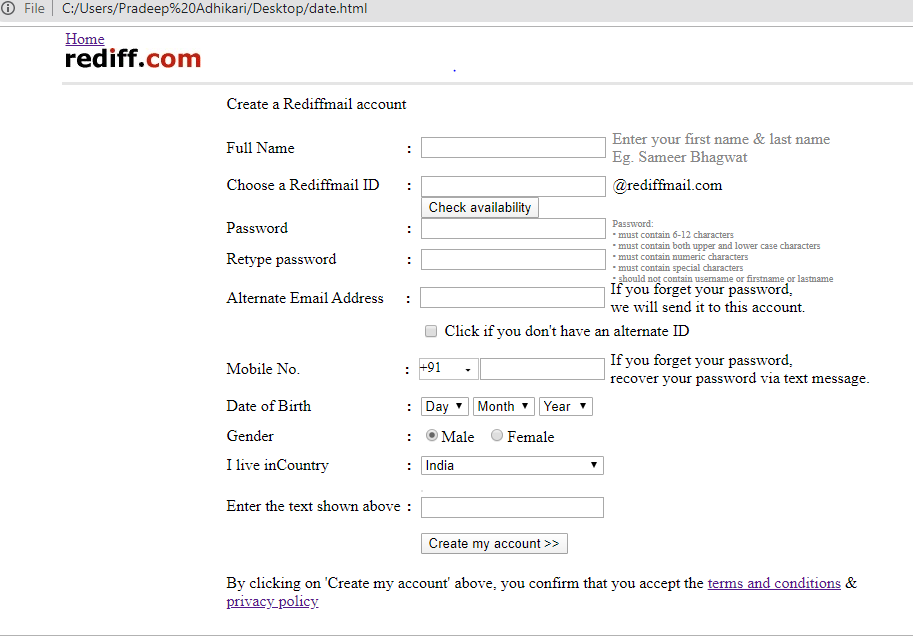 File C:/Users/Pradeep%20Adhikari/Desktop/date.html
Home
rediff.com
Create a Rediffmail account
Full Name : Enter your first name & last name
Eg. Sameer Bhagwat
Choose a Rediffmail ID : @rediffmail.com
Check availability
Password : Password:
• must contain 6-12 characters
• must contain both upper and lower case characters
• must contain numeric characters
Retype password :
• must contain special characters
• should not contain username or firstname or lastname
Alternate Email Address : If you forget your password,
we will send it to this account.
Click if you don't have an alternate ID
Mobile No. : +91 If you forget your password,
recover your password via text message.
Date of Birth : Day Month Year
Gender : Male Female
I live inCountry : India
Enter the text shown above :
Create my account >>
By clicking on 'Create my account' above, you confirm that you accept the terms and conditions &
privacy policy